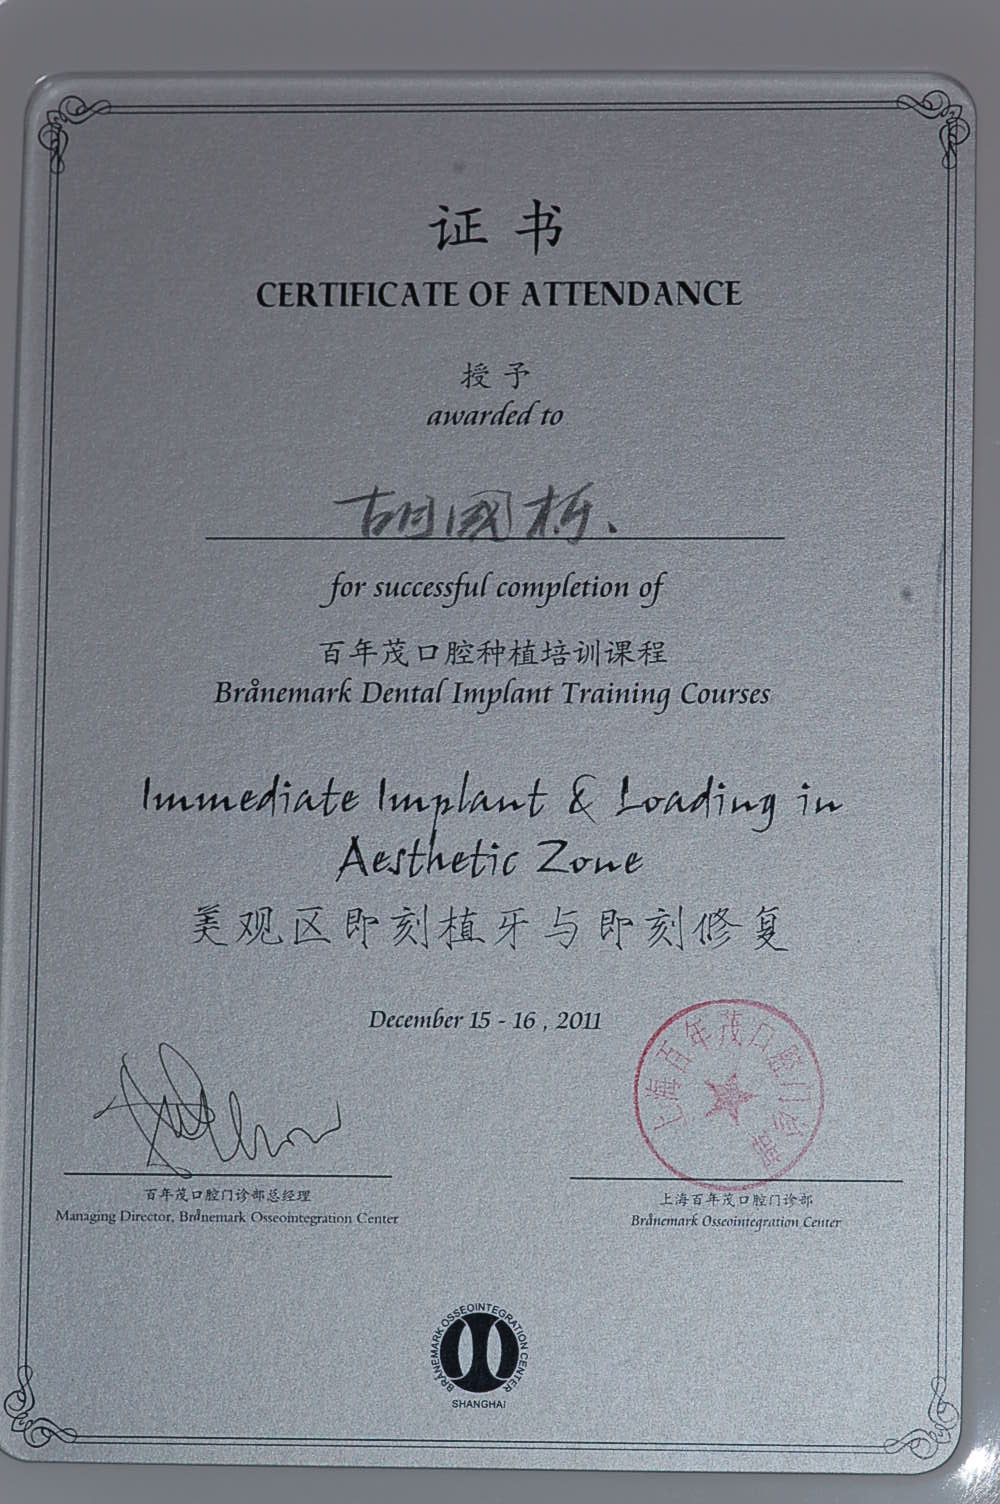 证书
CERTIFICATE OF ATTENDANCE
授予
awarded to
胡國栋
for successful completion of
百年茂口腔种植培训课程
Brånemark Dental Implant Training Courses
Immediate Implant & Loading in
Aesthetic Zone
美观区即刻植牙与即刻修复
December 15 - 16 , 2011
上海百年茂口腔门诊部
百年茂口腔门诊部总经理
Managing Director, Brånemark Osseointegration Center
上海百年茂口腔门诊部
Brånemark Osseointegration Center
BRÅNEMARK OSSEOINTEGRATION CENTER
SHANGHAI